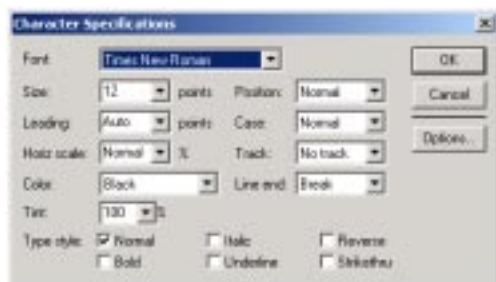 Character Specifications
Font: Times New Roman OK
Size: 12 points Position: Normal Cancel
Leading: Auto points Case: Normal Options...
Horiz scale: Normal % Track: No track
Color: Black Line end: Break
Tint: 100 %
Type style: Normal Italic Reverse
Bold Underline Strikethru